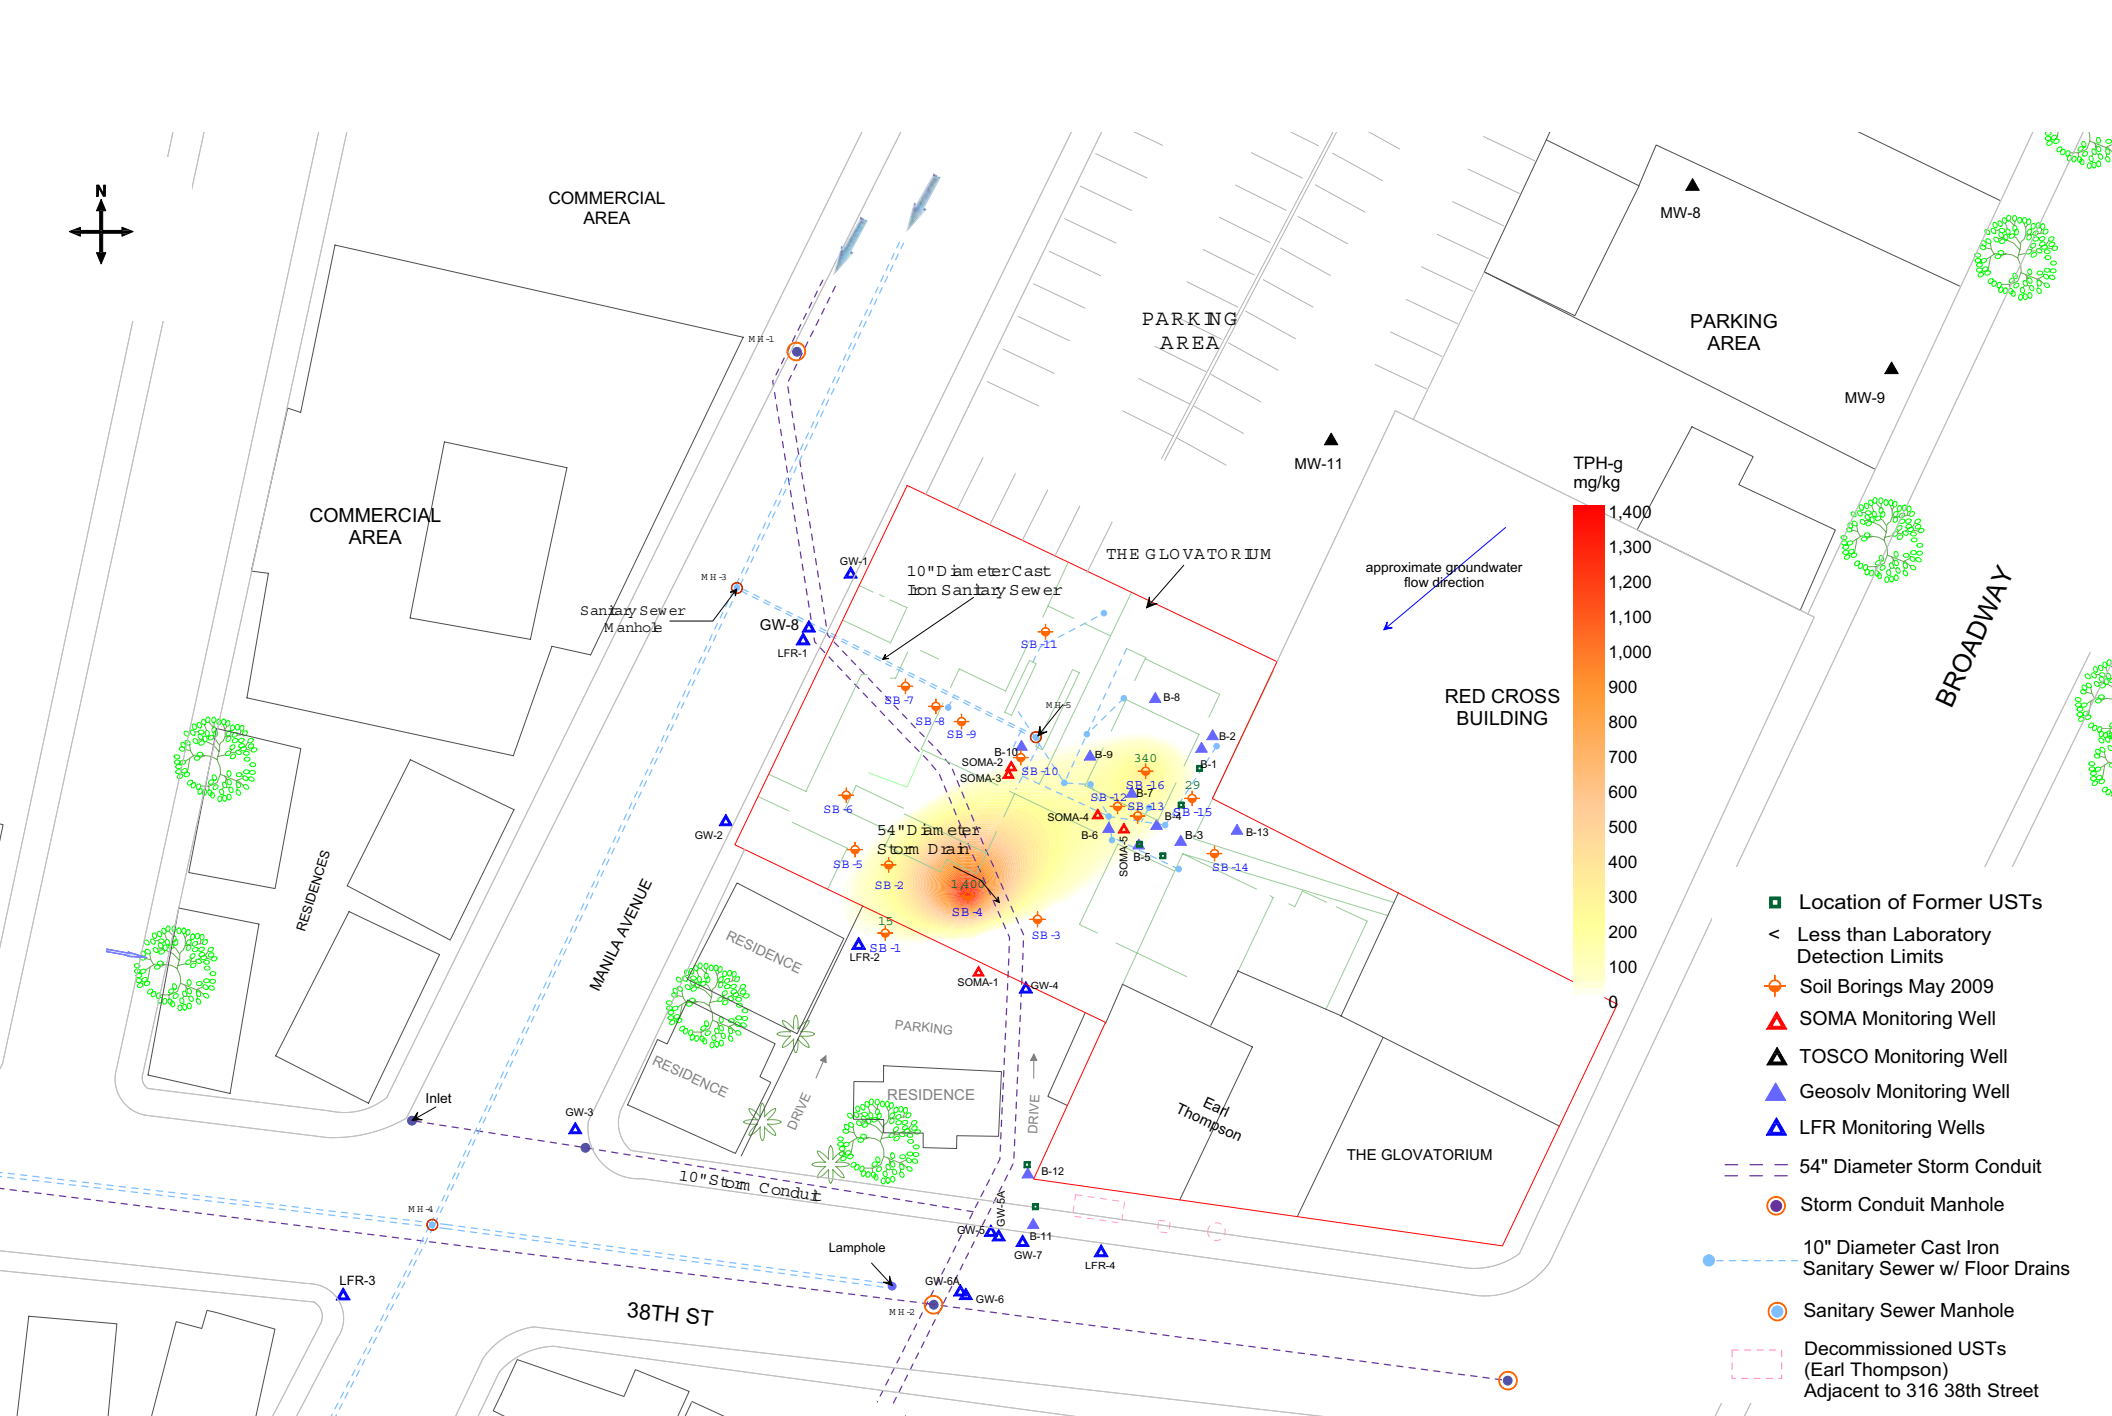 N
COMMERCIAL
AREA
MW-8
PARKING
AREA
PARKING
AREA
MH-1
MW-9
MW-11
TPH-g
mg/kg
1,400
1,300
1,200
1,100
1,000
900
800
700
600
500
400
300
200
100
0
COMMERCIAL
AREA
THE GLOVATORIUM
approximate groundwater
flow direction
GW-1
10" Diameter Cast
Iron Sanitary Sewer
MH-3
Sanitary Sewer
Manhole
GW-8
LFR-1
SB-11
BROADWAY
RED CROSS
BUILDING
SB-7
SB-8
SB-9
MH-5
B-8
B-2
B-10
SOMA-2
SOMA-3
SB-10
B-9
340
B-1
SB-16
29
SB-12
B-7
SB-13
SB-15
SB-6
SOMA-4
B-4
GW-2
B-6
B-3
B-13
SOMA-5
B-5
SB-14
54" Diameter
Storm Drain
SB-5
SB-2
1,400
SB-4
RESIDENCES
MANILA AVENUE
15
SB-1
SB-3
LFR-2
RESIDENCE
SOMA-1
GW-4
PARKING
RESIDENCE
RESIDENCE
DRIVE
DRIVE
Earl
Thompson
THE GLOVATORIUM
Inlet
GW-3
B-12
10" Storm Conduit
MH-4
GW-5A
GW-5
B-11
GW-7
LFR-4
Lamphole
GW-6A
GW-6
MH-2
LFR-3
38TH ST
Location of Former USTs
< Less than Laboratory
Detection Limits
Soil Borings May 2009
SOMA Monitoring Well
TOSCO Monitoring Well
Geosolv Monitoring Well
LFR Monitoring Wells
54" Diameter Storm Conduit
Storm Conduit Manhole
10" Diameter Cast Iron
Sanitary Sewer w/ Floor Drains
Sanitary Sewer Manhole
Decommissioned USTs
(Earl Thompson)
Adjacent to 316 38th Street